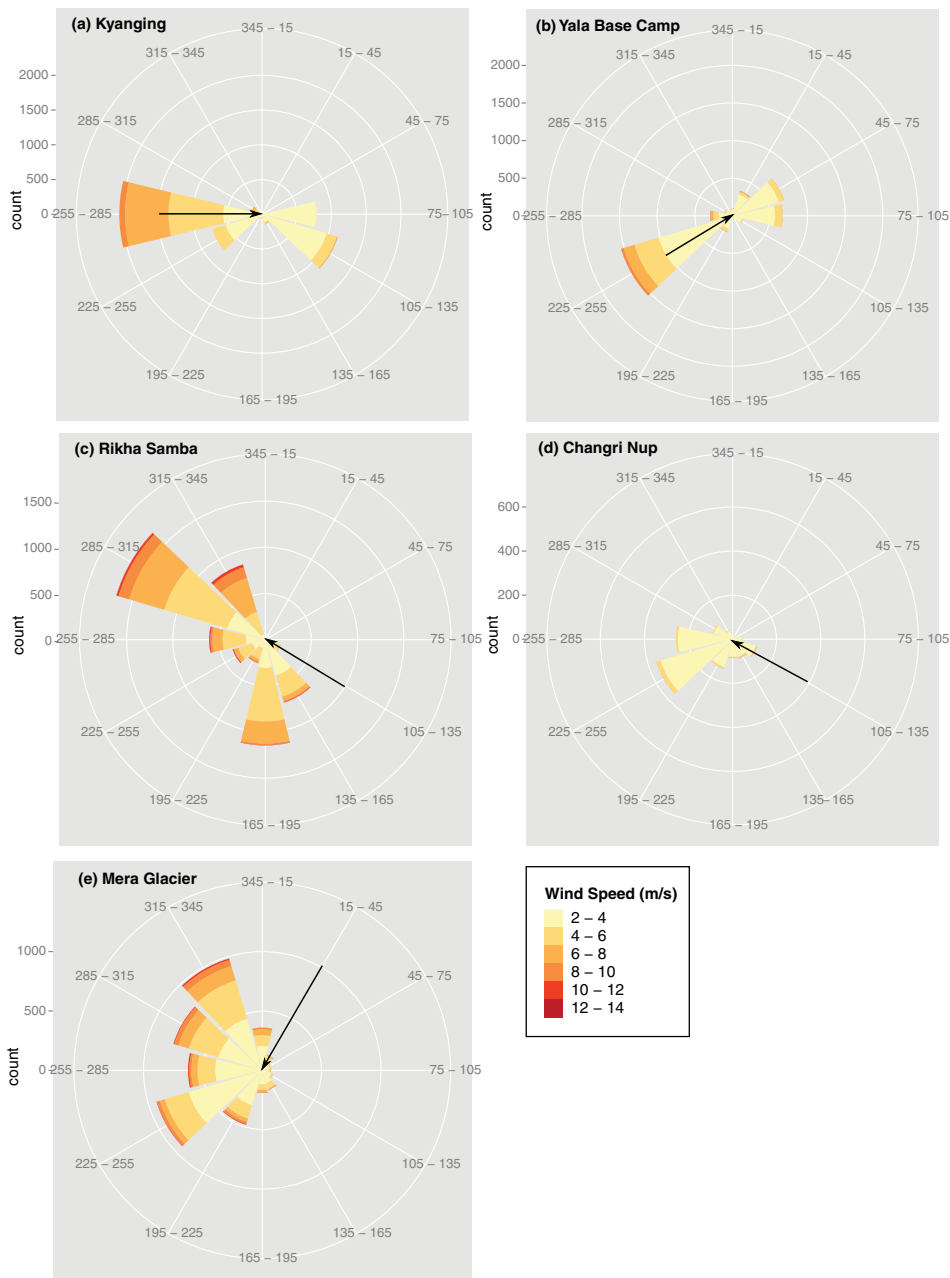 (a) Kyanging
345 – 15
315 – 345
15 – 45
285 – 315
45 – 75
255 – 285
75 – 105
225 – 255
105 – 135
195 – 225
135 – 165
165 – 195
2000
1500
1000
500
0
count
(b) Yala Base Camp
345 – 15
315 – 345
15 – 45
285 – 315
45 – 75
255 – 285
75 – 105
225 – 255
105 – 135
195 – 225
135 – 165
165 – 195
2000
1500
1000
500
0
count
(c) Rikha Samba
345 – 15
315 – 345
15 – 45
285 – 315
45 – 75
255 – 285
75 – 105
225 – 255
105 – 135
195 – 225
135 – 165
165 – 195
1500
1000
500
0
count
(d) Changri Nup
345 – 15
315 – 345
15 – 45
285 – 315
45 – 75
255 – 285
75 – 105
225 – 255
105 – 135
195 – 225
135 – 165
165 – 195
600
400
200
0
count
(e) Mera Glacier
345 – 15
315 – 345
15 – 45
285 – 315
45 – 75
255 – 285
75 – 105
225 – 255
105 – 135
195 – 225
135 – 165
165 – 195
1000
500
0
count
Wind Speed (m/s)
2 – 4
4 – 6
6 – 8
8 – 10
10 – 12
12 – 14